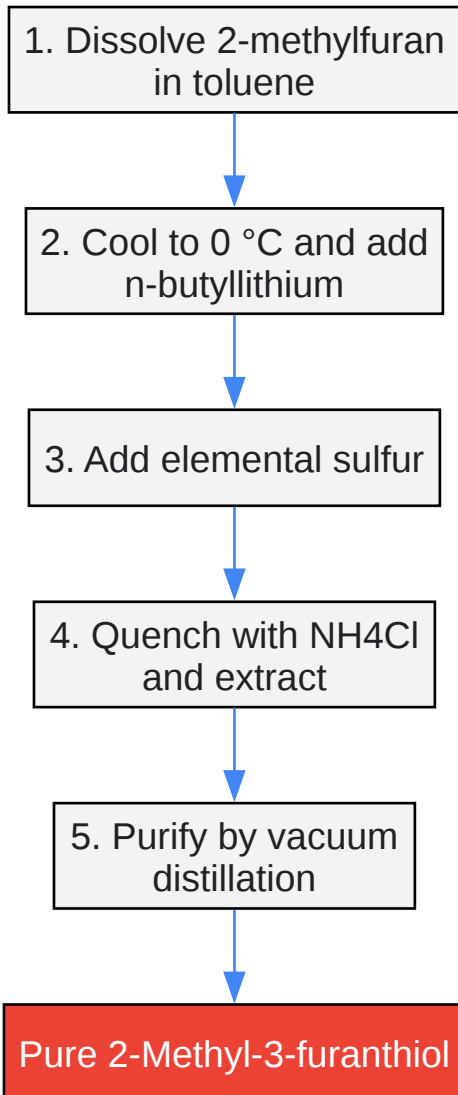 1. Dissolve 2-methylfuran
in toluene
2. Cool to 0 °C and add
n-butyllithium
3. Add elemental sulfur
4. Quench with NH4Cl
and extract
5. Purify by vacuum
distillation
Pure 2-Methyl-3-furanthiol